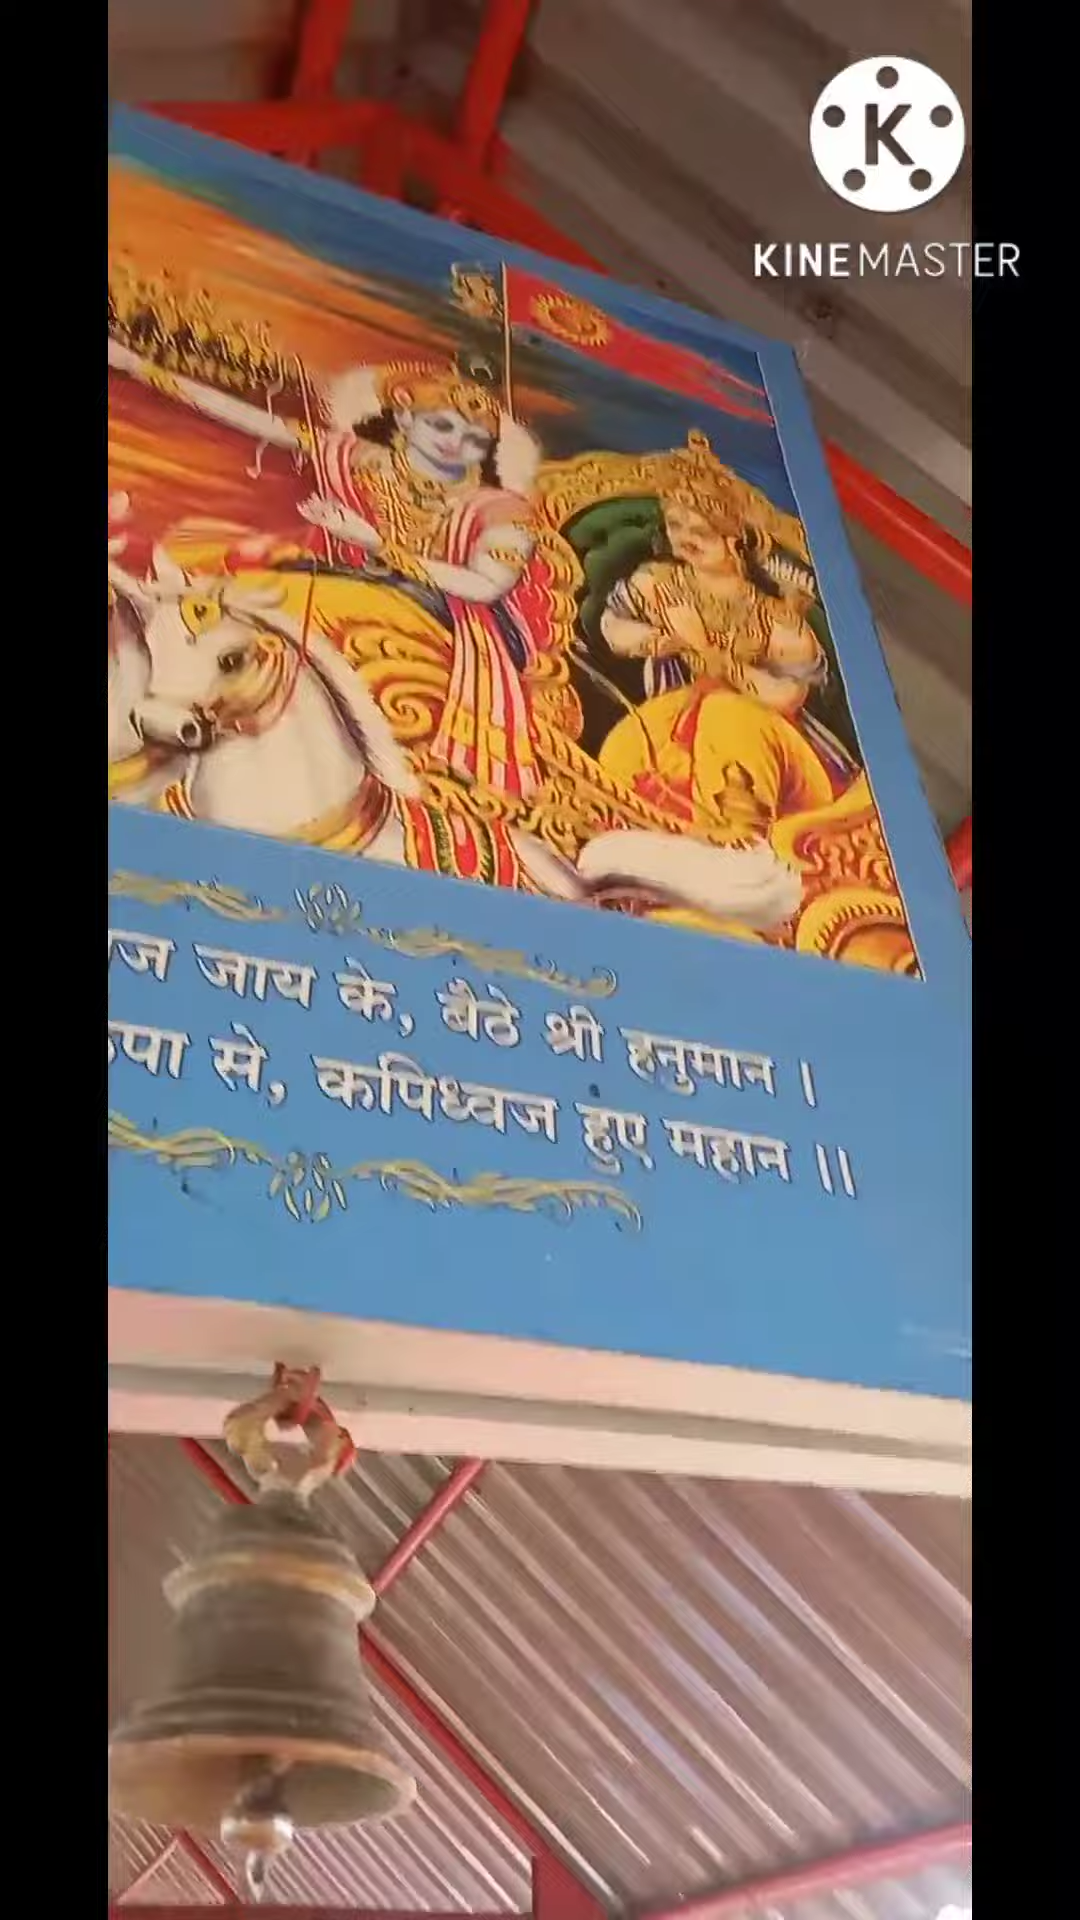 KINEMASTER
जाय के, बैठे श्री हनुमान ।
से, कपिध्वज हुए महान ॥